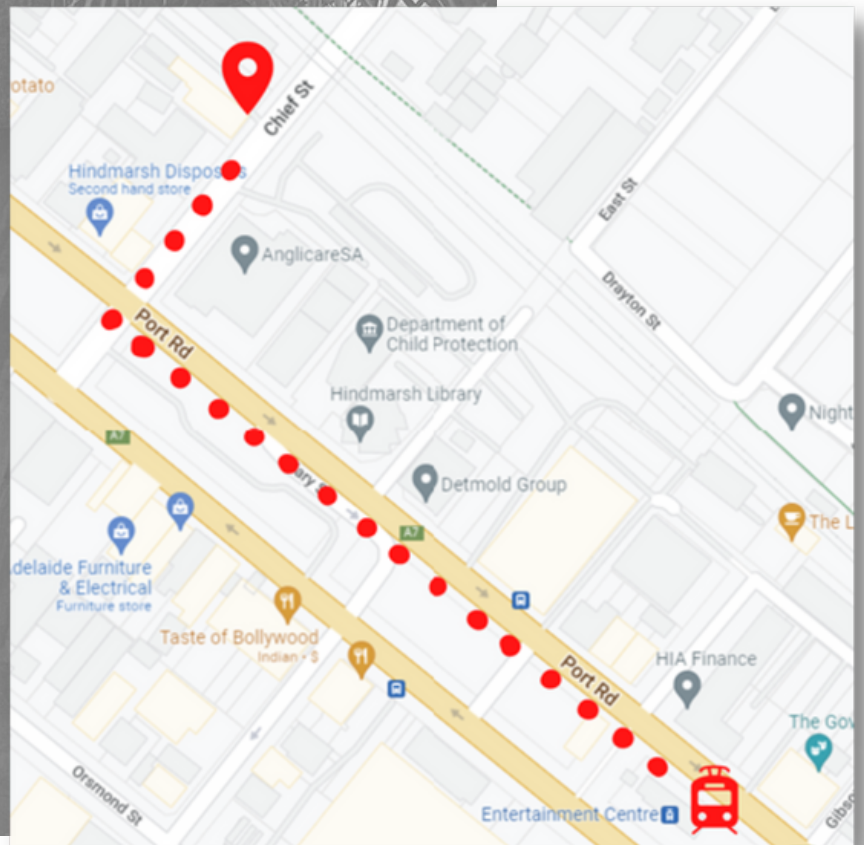 otato
Chief St
Hindmarsh Disposals
Second hand store
East St
AnglicareSA
Drayton St
Port Rd
Department of
Child Protection
Hindmarsh Library
Night
A7
ary S
Detmold Group
A7
The L
delaide Furniture
& Electrical
Furniture store
Taste of Bollywood
Indian • $
Port Rd
HIA Finance
The Gov
Orsmond St
Entertainment Centre
Gibso